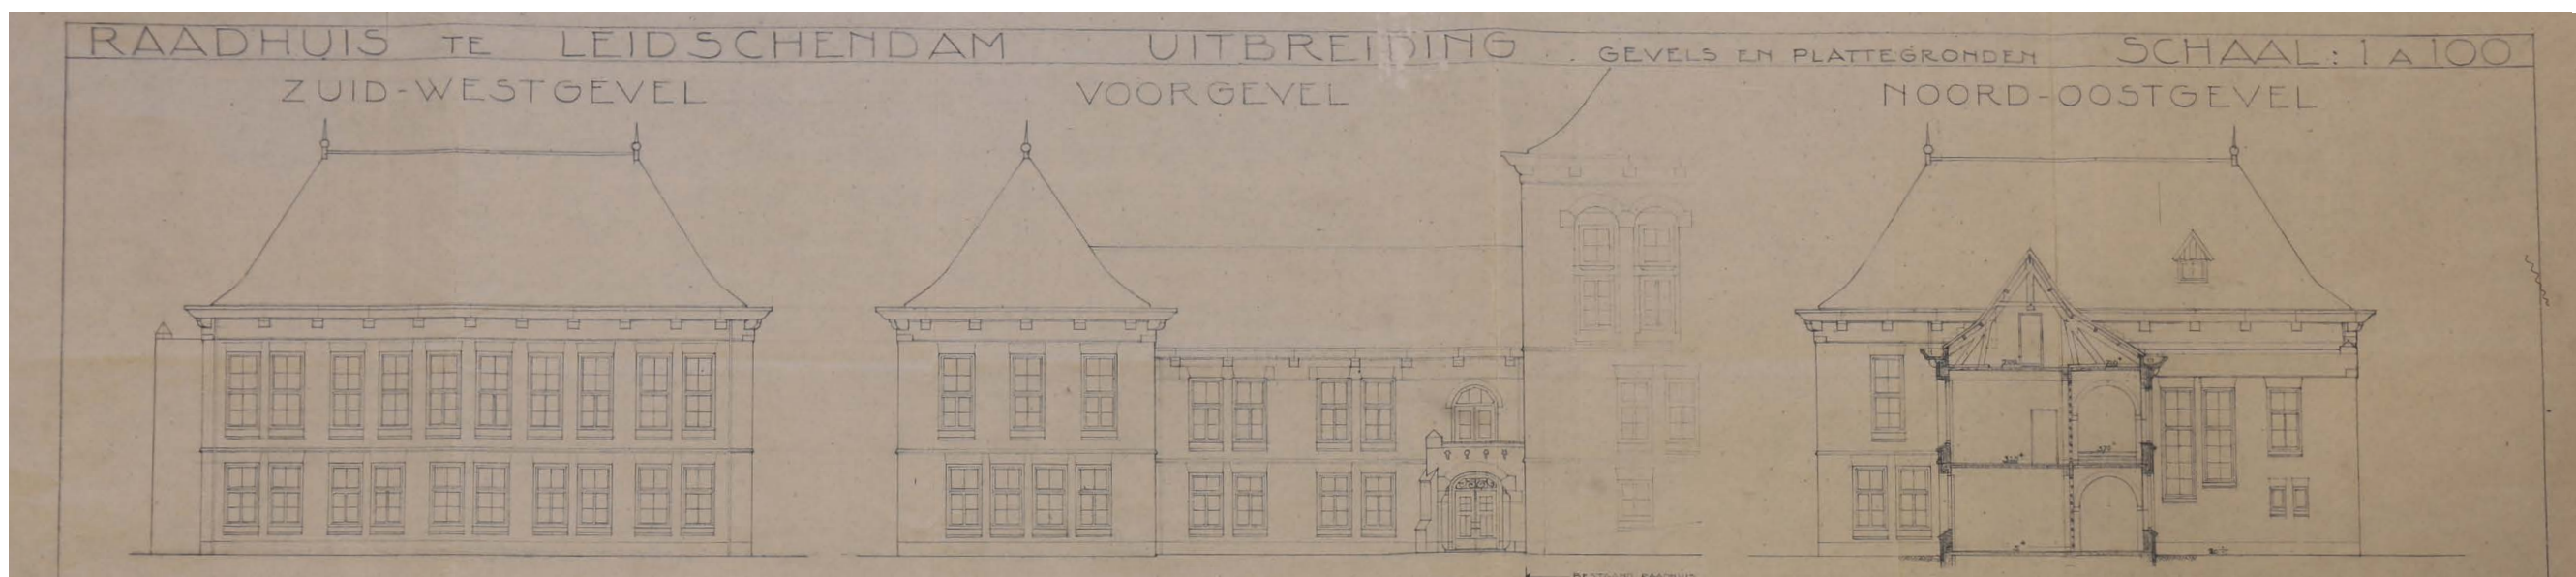 RAADHUIS TE LEIDSCHENDAM UITBREIDING. GEVELS EN PLATTEGRONDEN SCHAAL: 1 A 100
ZUID-WESTGEVEL VOORGEVEL NOORD-OOSTGEVEL